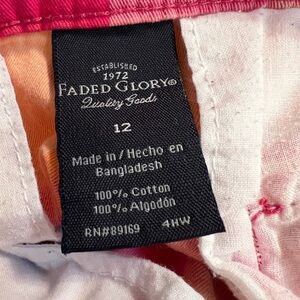 ESTABLISHED
1972
FADED GLORY®
Quality Goods
12
Made in / Hecho en
Bangladesh
100% Cotton
100% Algodón
RN#89169 4HW